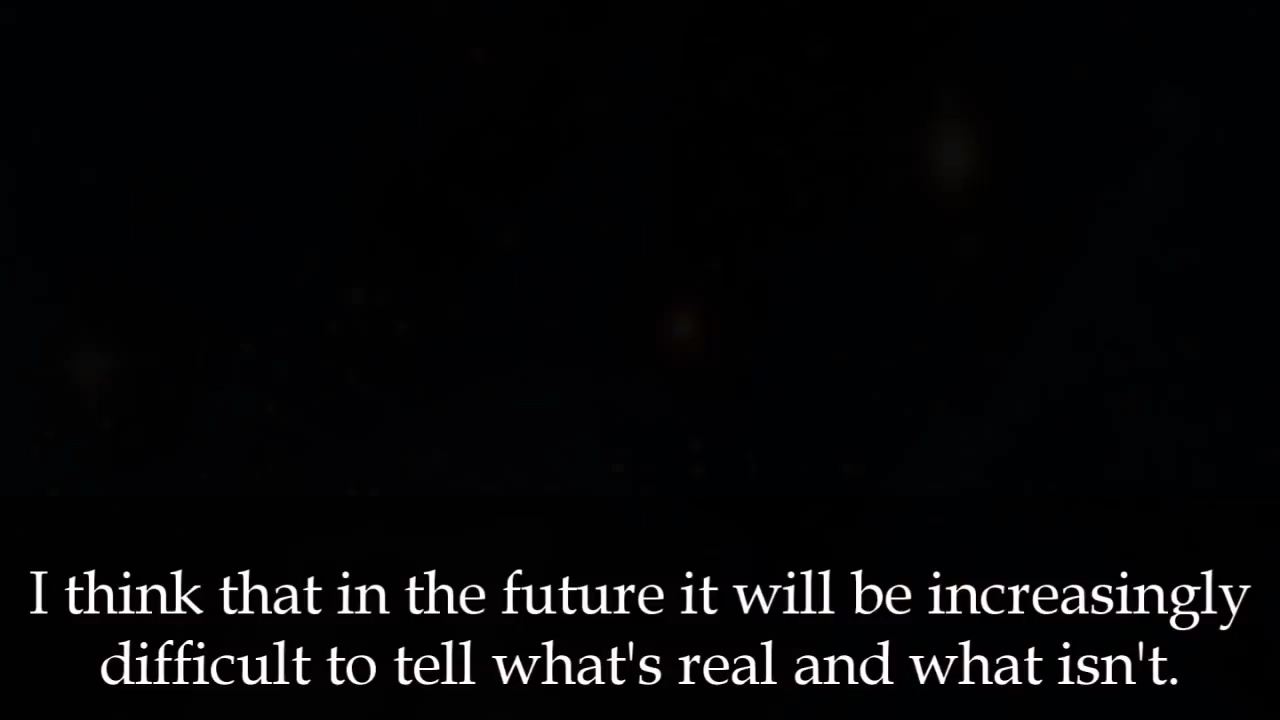 I think that in the future it will be increasingly
difficult to tell what's real and what isn't.